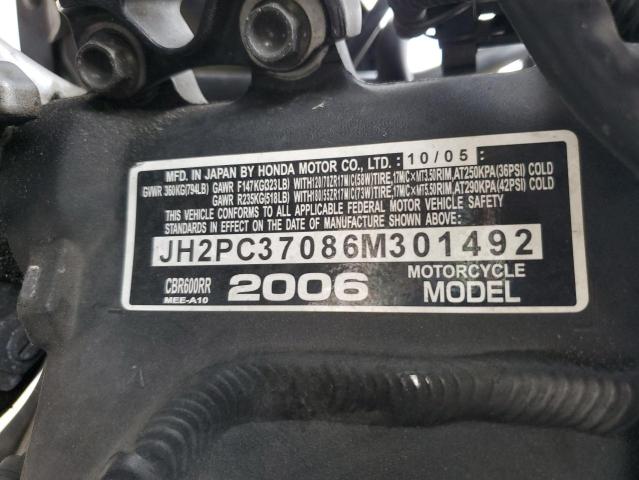 MFD. IN JAPAN BY HONDA MOTOR CO., LTD. 10/05
GVWR 360KG(794LB) GAWR F147KG(323LB) WITH120/70ZR17M/C(58W)TIRE,17M/C×MT3.50RIM,AT250KPA(36PSI) COLD
GAWR R235KG(518LB) WITH180/55ZR17M/C(73W)TIRE,17M/C×MT5.50RIM,AT290KPA(42PSI) COLD
THIS VEHICLE CONFORMS TO ALL APPLICABLE FEDERAL MOTOR VEHICLE SAFETY
STANDARDS IN EFFECT ON THE DATE OF MANUFACTURE SHOWN ABOVE.
JH2PC37086M301492
CBR600RR 2006 MOTORCYCLE
MEE-A10 MODEL